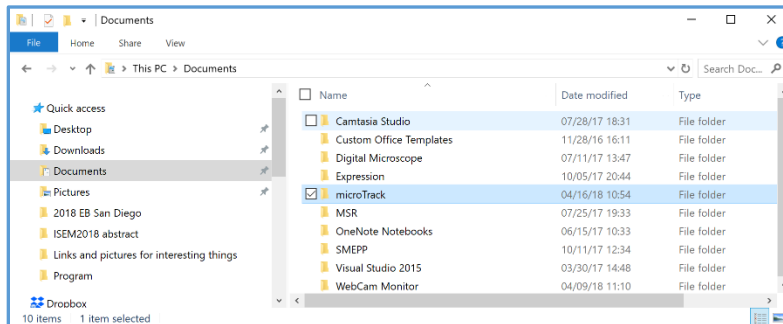 Documents
File Home Share View
This PC > Documents
Search Doc...
Name Date modified Type
Quick access
Desktop
Downloads
Documents
Pictures
2018 EB San Diego
ISEM2018 abstract
Links and pictures for interesting things
Program
Dropbox
Camtasia Studio 07/28/17 18:31 File folder
Custom Office Templates 11/28/16 16:11 File folder
Digital Microscope 07/11/17 13:47 File folder
Expression 10/05/17 20:44 File folder
microTrack 04/16/18 10:54 File folder
MSR 07/25/17 19:33 File folder
OneNote Notebooks 06/15/17 10:33 File folder
SMEPP 10/11/17 12:34 File folder
Visual Studio 2015 03/30/17 14:48 File folder
WebCam Monitor 04/09/18 11:10 File folder
10 items 1 item selected